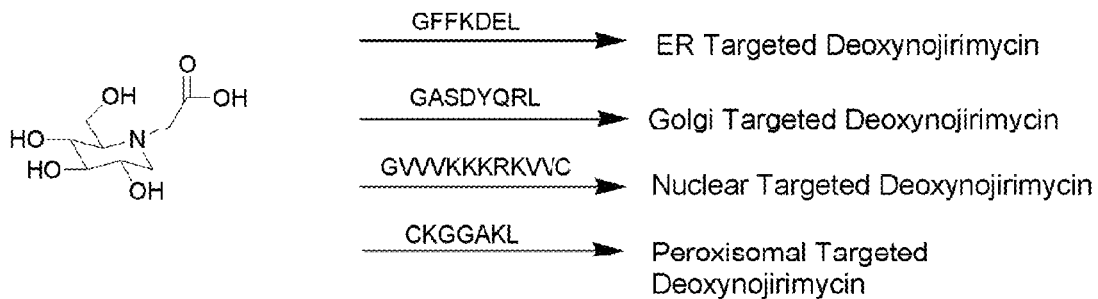 O
OH
OH
HO
N
HO
OH
GFFKDEL
ER Targeted Deoxynojirimycin
GASDYQRL
Golgi Targeted Deoxynojirimycin
GVVVKKKRKVVC
Nuclear Targeted Deoxynojirimycin
CKGGAKL
Peroxisomal Targeted
Deoxynojirimycin